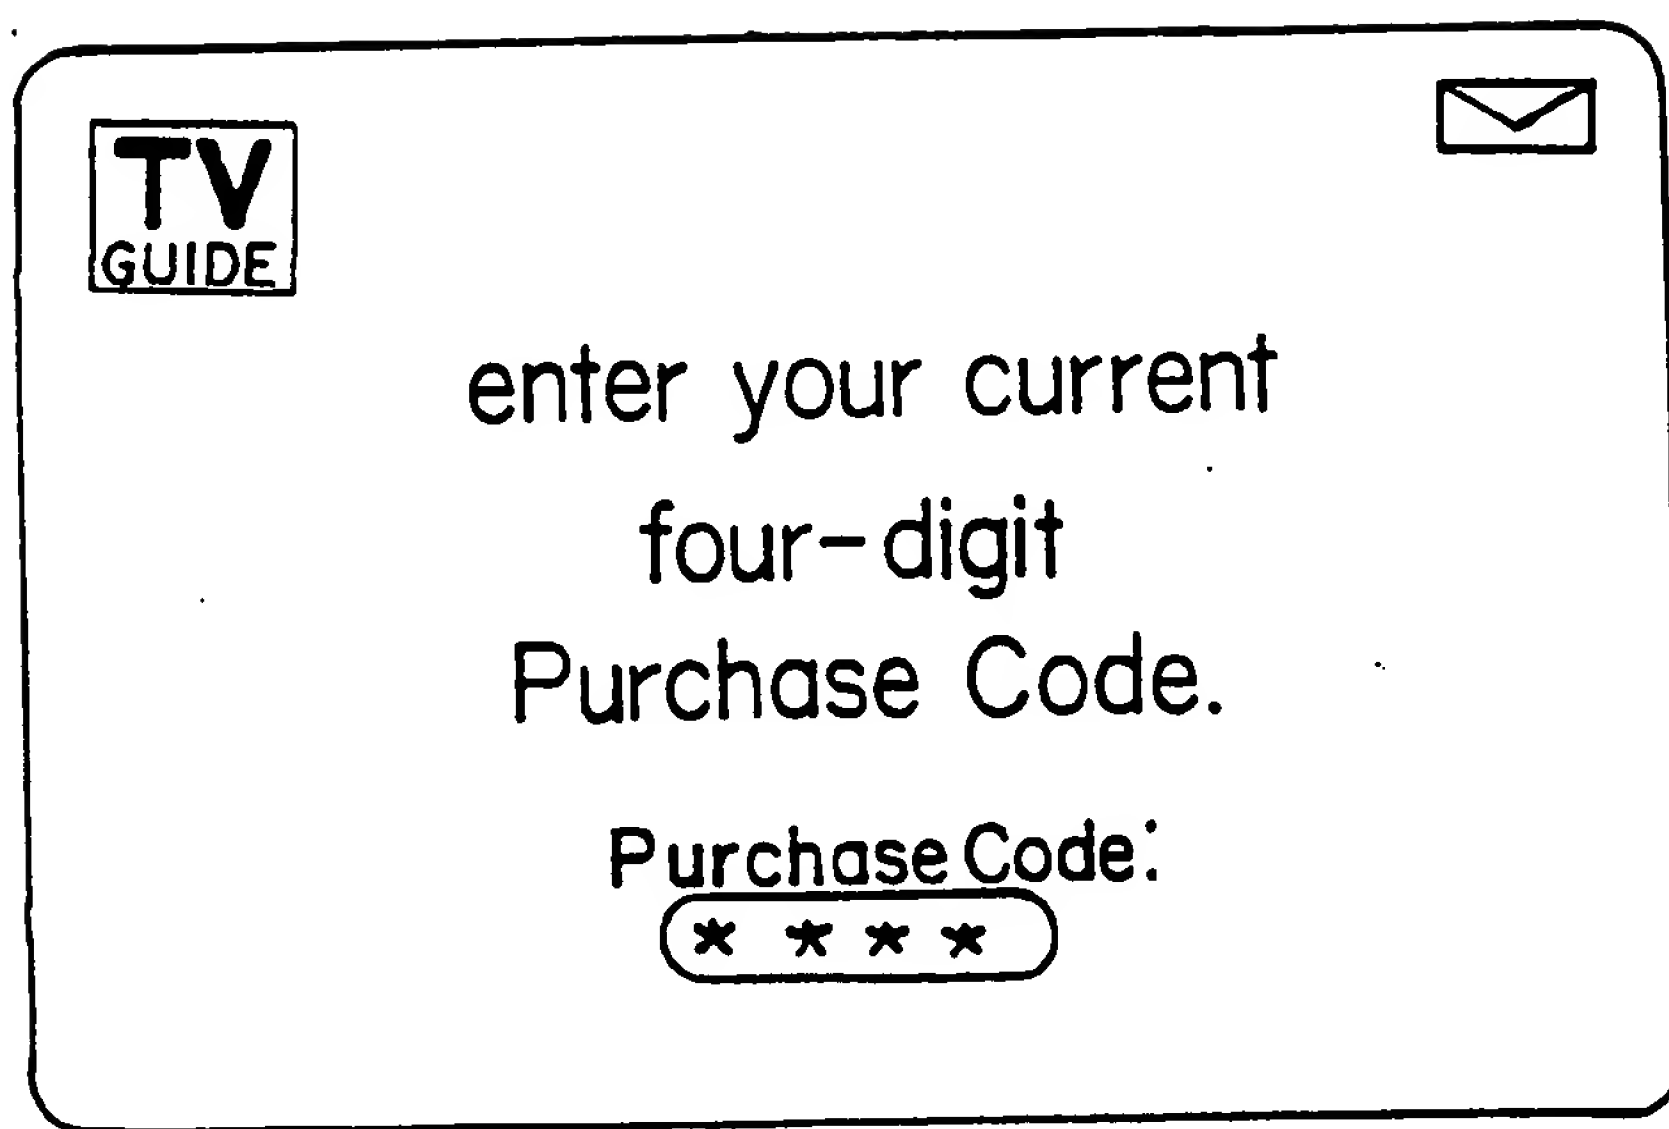 TV
GUIDE
enter your current
four-digit
Purchase Code.
Purchase Code:
* * * *